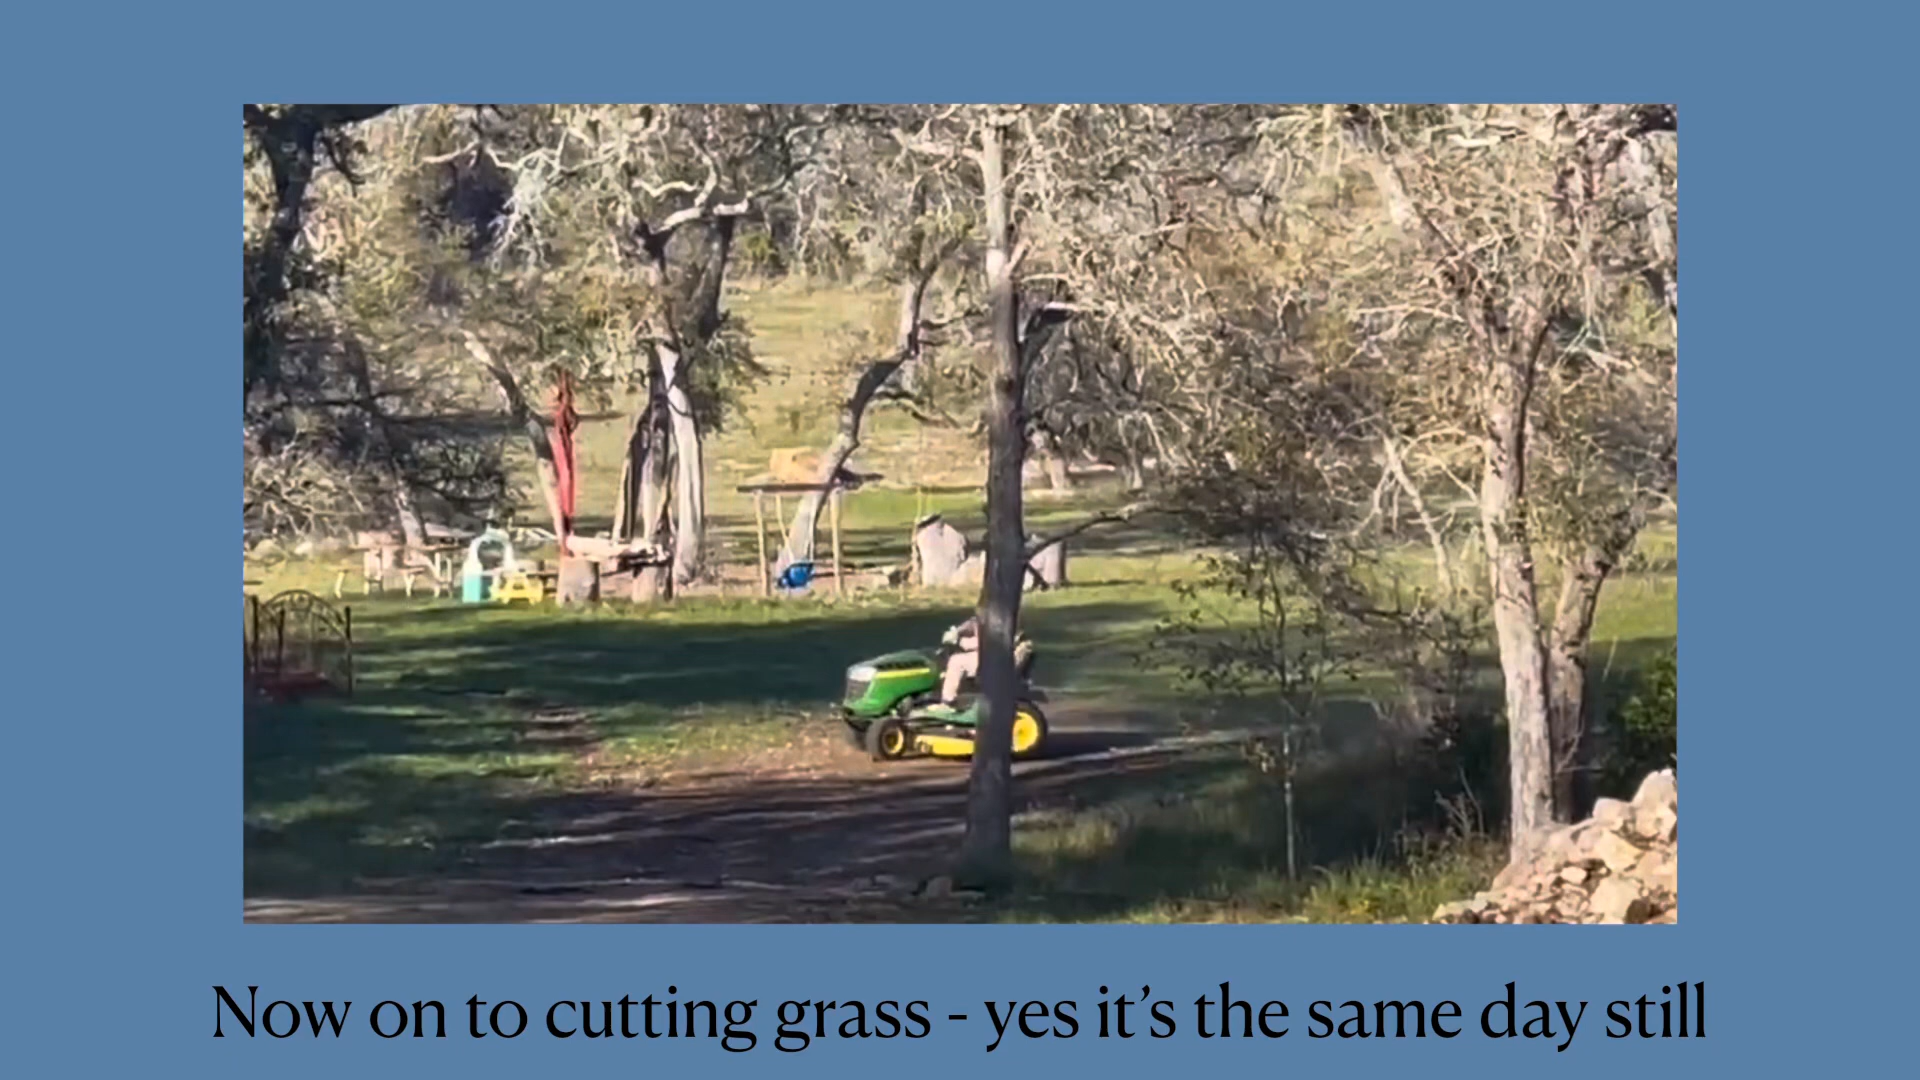 Now on to cutting grass - yes it’s the same day still